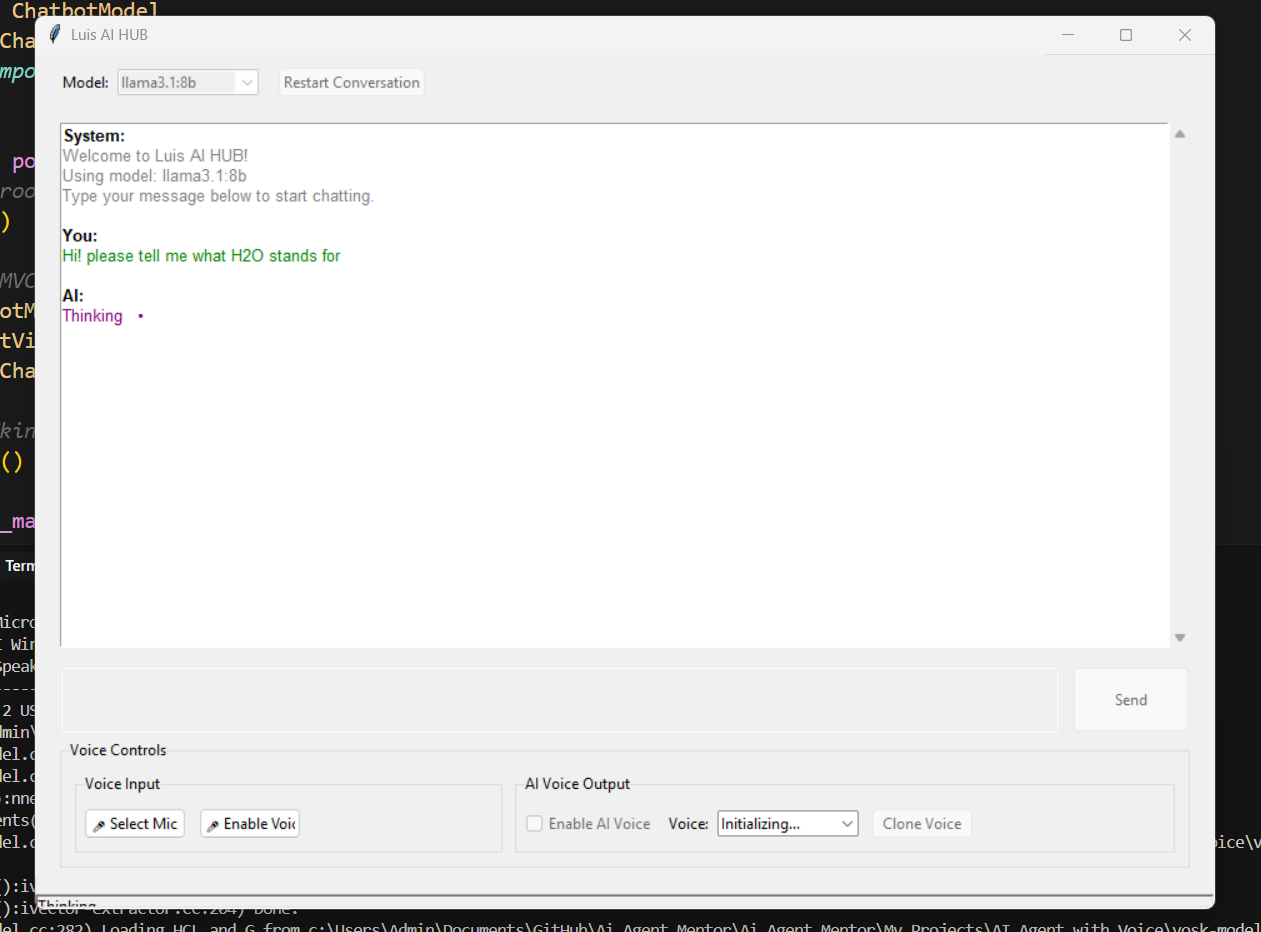 ChatbotModel
Luis AI HUB
Model: llama3.1:8b Restart Conversation
System:
Welcome to Luis AI HUB!
Using model: llama3.1:8b
Type your message below to start chatting.
You:
Hi! please tell me what H2O stands for
AI:
Thinking •
Send
Voice Controls
Voice Input
AI Voice Output
Select Mic Enable Voic
Enable AI Voice Voice: Initializing... Clone Voice
Thinking
Cha
mpo
po
roo
)
MVC
otM
tVi
Cha
kin
()
_ma
Term
Micro
Win
Speak
-----
2 US
dmin\
del.c
del.c
:nne
ents(
del.c
oice\v
():iv
():ivector-extractor.cc:204) Done.
del.cc:282) Loading HCL and G from c:\Users\Admin\Documents\GitHub\Ai_Agent_Mentor\Ai_Agent_Mentor\My_Projects\AI_Agent_with_Voice\vosk-model